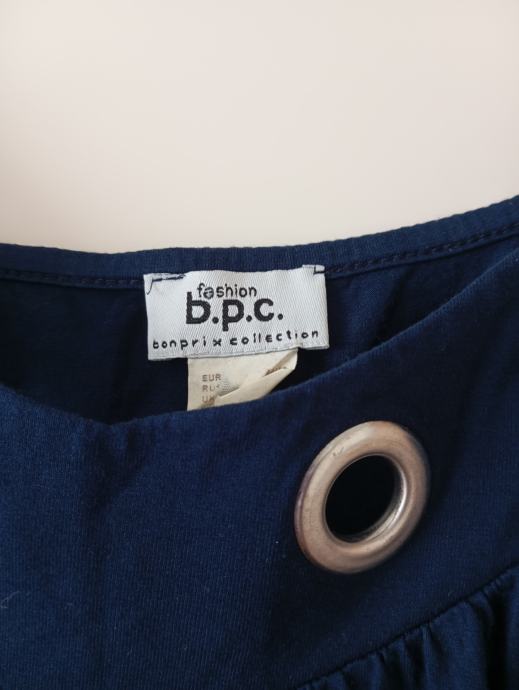 fashion
b.p.c.
bonprix collection
EUR